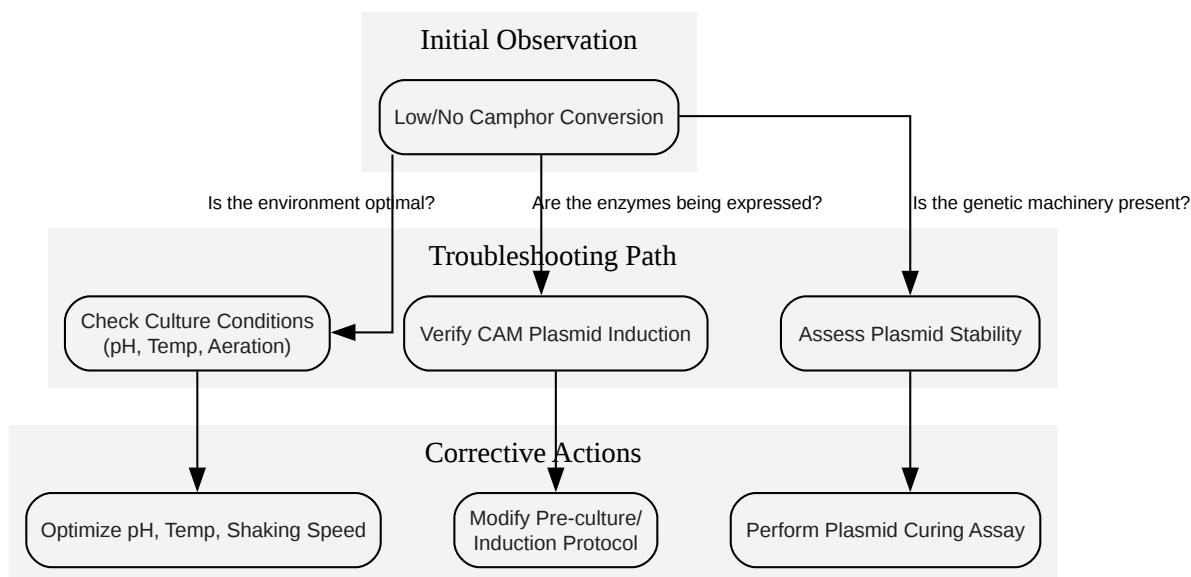 Initial Observation
Low/No Camphor Conversion
Is the environment optimal?
Are the enzymes being expressed?
Is the genetic machinery present?
Troubleshooting Path
Check Culture Conditions
(pH, Temp, Aeration)
Verify CAM Plasmid Induction
Assess Plasmid Stability
Corrective Actions
Optimize pH, Temp, Shaking Speed
Modify Pre-culture/
Induction Protocol
Perform Plasmid Curing Assay